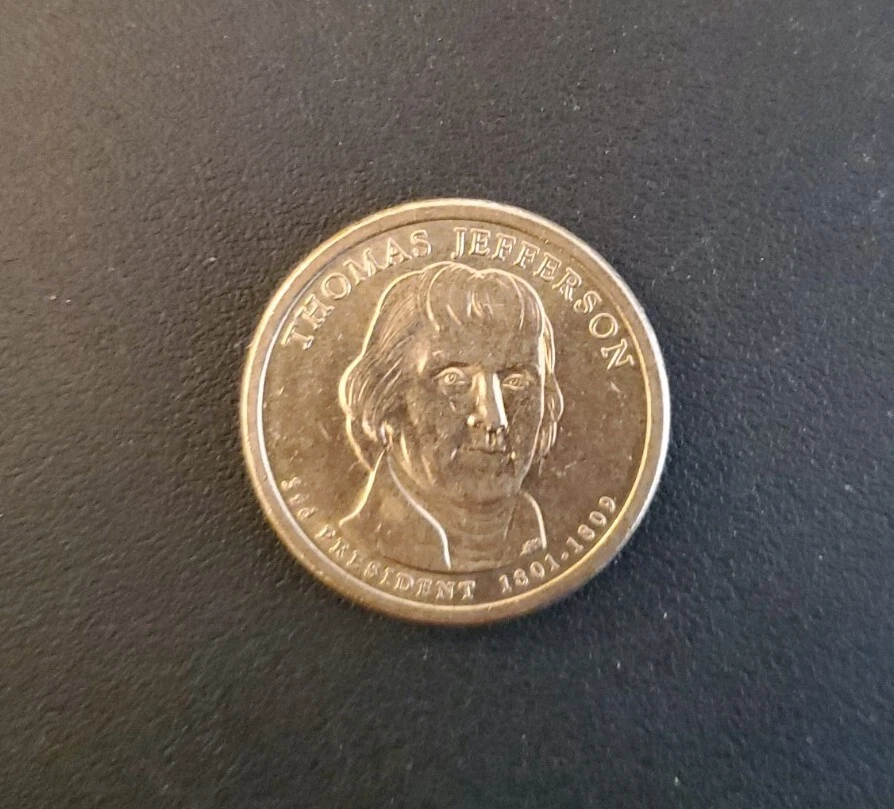 THOMAS JEFFERSON
3rd PRESIDENT 1801-1809